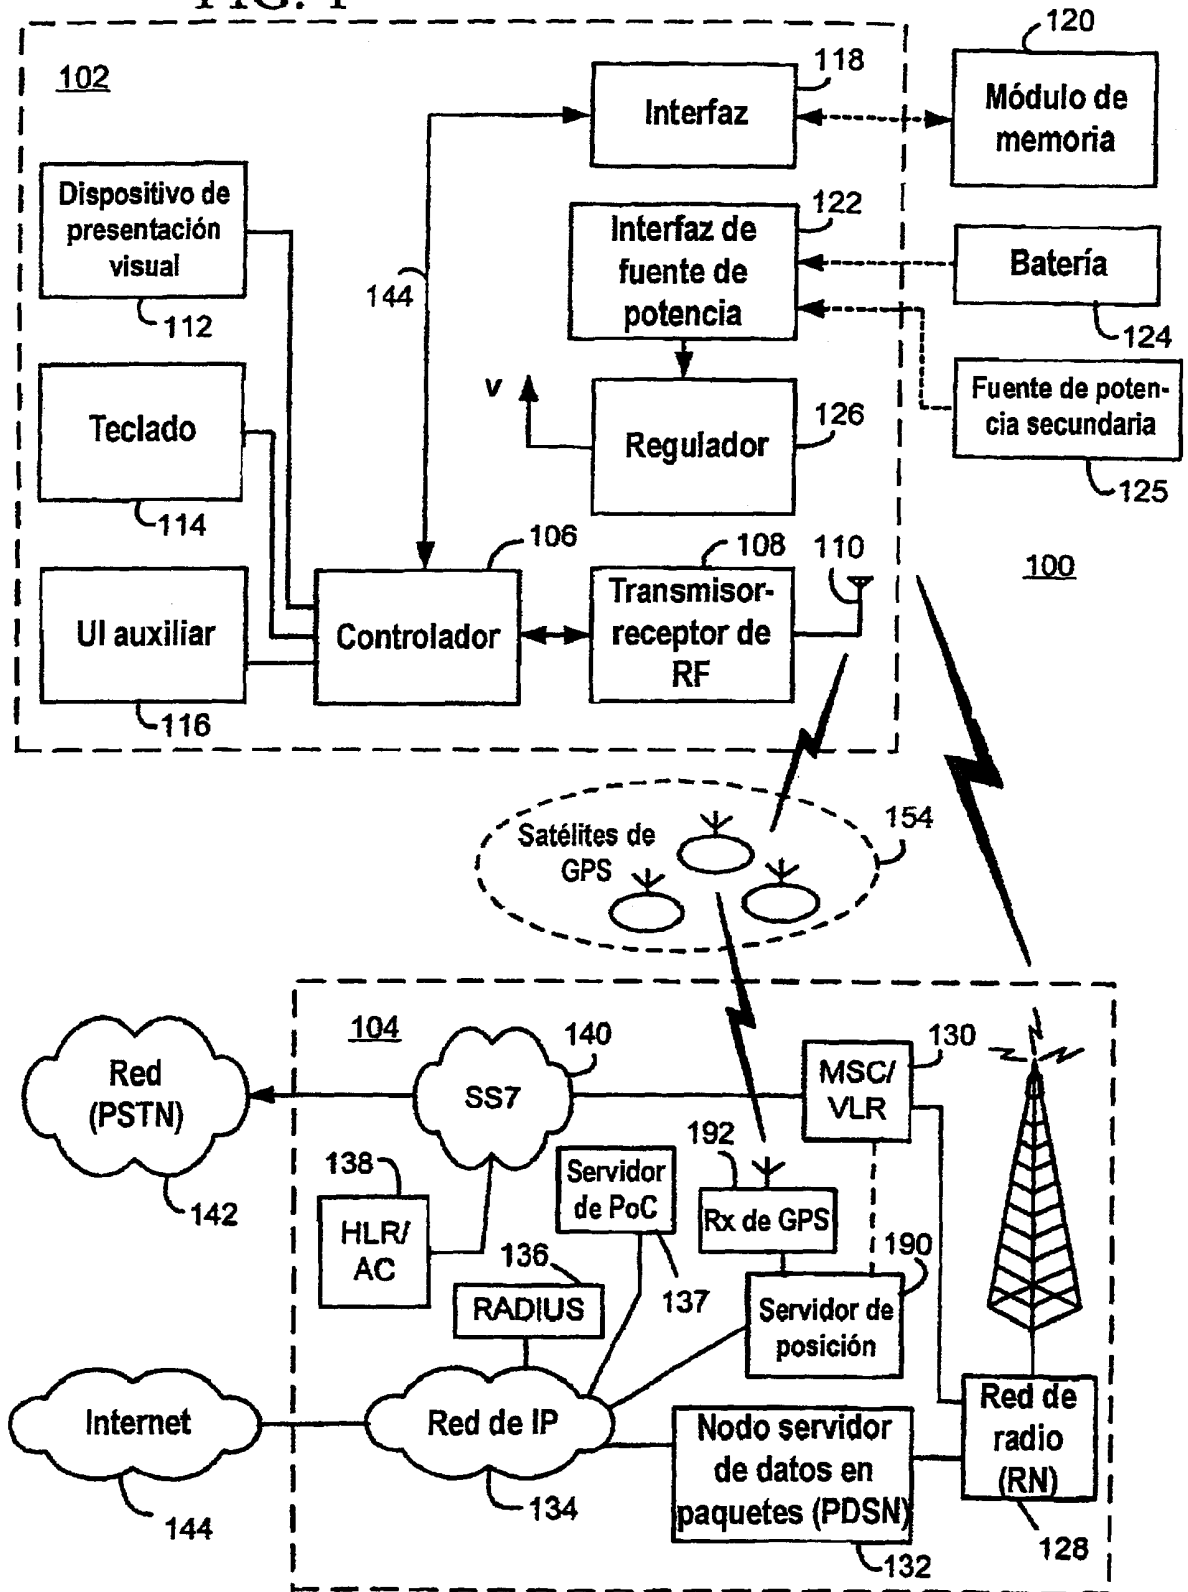 FIG. 1
102
118
120
Interfaz
Módulo de
memoria
Dispositivo de
presentación
visual
112
144
122
Interfaz de
fuente de
potencia
Batería
124
V
Teclado
114
Regulador
126
Fuente de poten-
cia secundaria
125
106
108
110
100
UI auxiliar
116
Controlador
Transmisor-
receptor de
RF
Satélites de
GPS
154
104
140
130
Red
(PSTN)
142
SS7
MSC/
VLR
138
HLR/
AC
Servidor
de PoC
137
192
Rx de GPS
136
RADIUS
190
Servidor de
posición
Internet
144
Red de IP
134
Nodo servidor
de datos en
paquetes (PDSN)
132
Red de
radio
(RN)
128